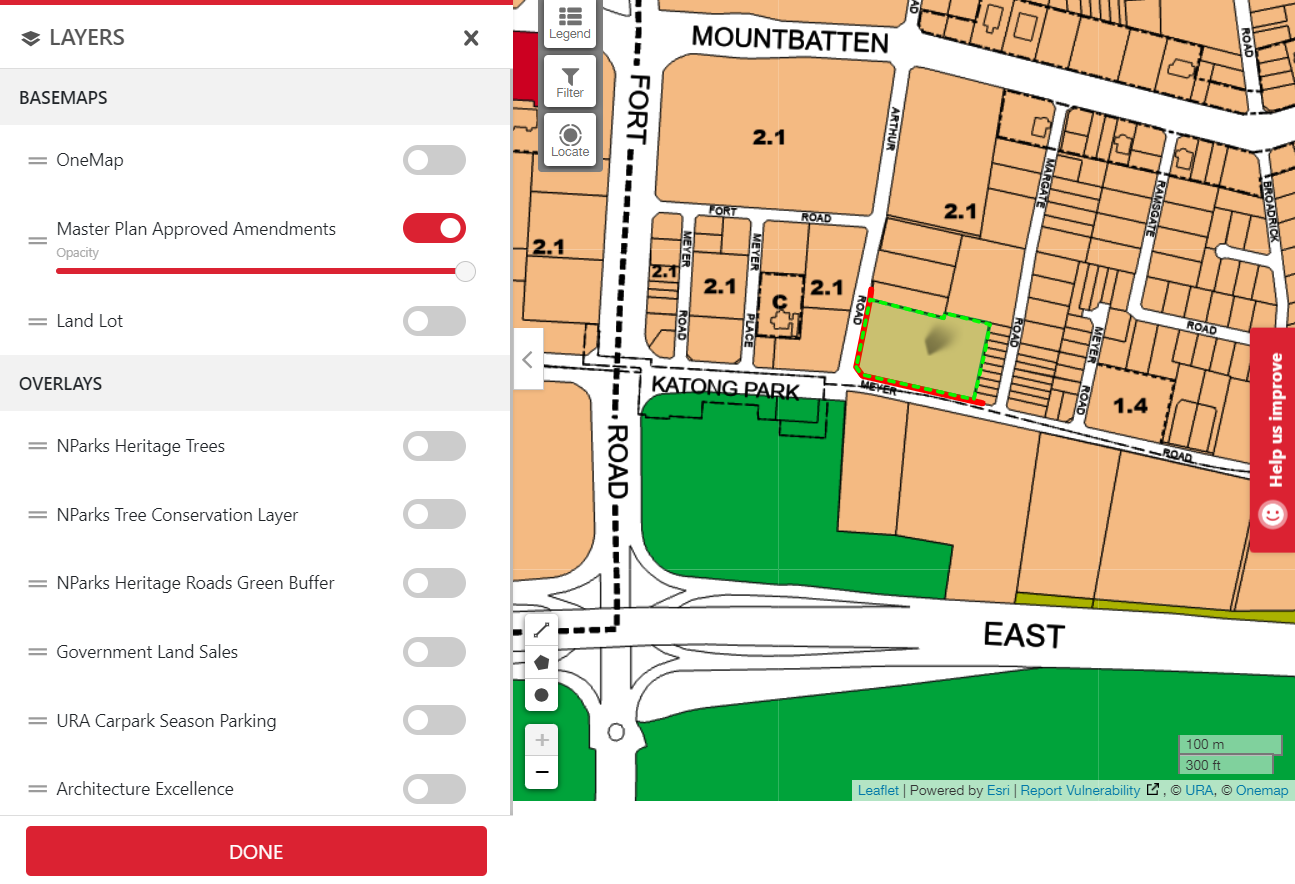 LAYERS
BASEMAPS
OneMap
Master Plan Approved Amendments
Opacity
Land Lot
OVERLAYS
NParks Heritage Trees
NParks Tree Conservation Layer
NParks Heritage Roads Green Buffer
Government Land Sales
URA Carpark Season Parking
Architecture Excellence
DONE
Legend
Filter
Locate
ROAD
MOUNTBATTEN
ROAD
FORT
2.1
ARTHUR
MARGATE
RAMSGATE
BROADRICK
2.1
FORT
ROAD
2.1
MEYER
MEYER
2.1
2.1
C
2.1
ROAD
ROAD
PLACE
ROAD
MEYER
ROAD
KATONG PARK
MEYER
ROAD
1.4
ROAD
ROAD
EAST
Help us improve
100 m
300 ft
Leaflet | Powered by Esri | Report Vulnerability , © URA, © Onemap